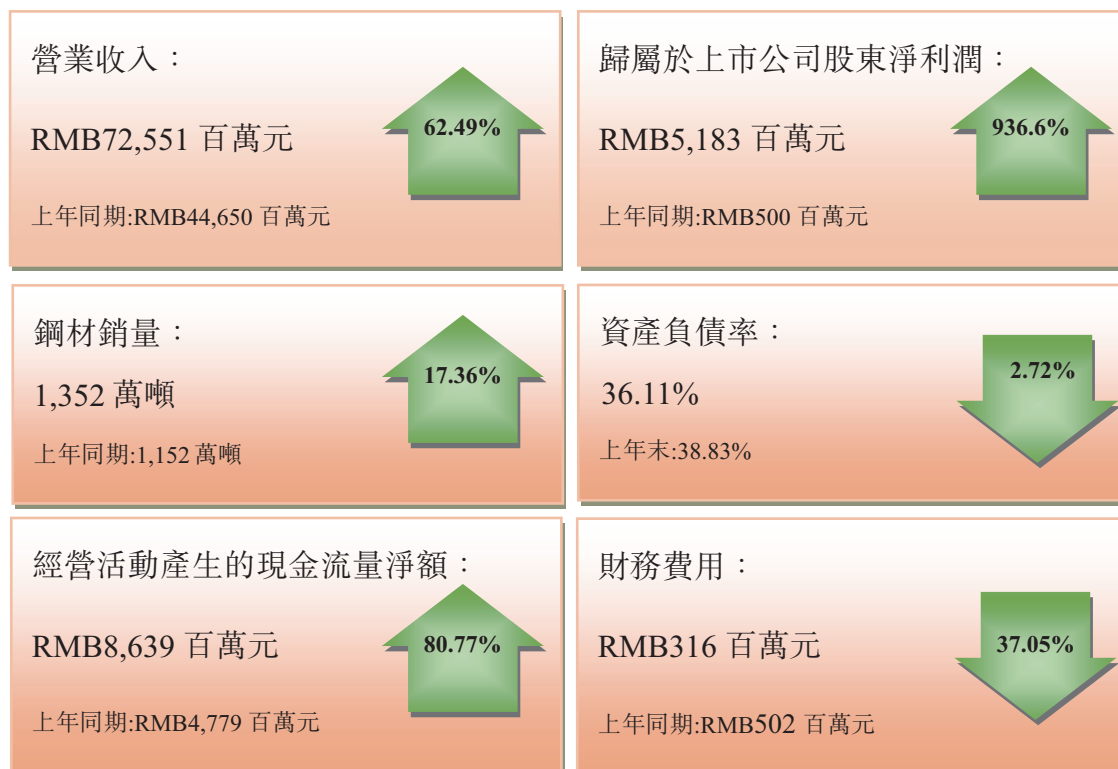 營業收入：
RMB72,551 百萬元
62.49%
上年同期:RMB44,650 百萬元
歸屬於上市公司股東淨利潤：
RMB5,183 百萬元
936.6%
上年同期:RMB500 百萬元
鋼材銷量：
1,352 萬噸
17.36%
上年同期:1,152 萬噸
資產負債率：
36.11%
2.72%
上年末:38.83%
經營活動產生的現金流量淨額：
RMB8,639 百萬元
80.77%
上年同期:RMB4,779 百萬元
財務費用：
RMB316 百萬元
37.05%
上年同期:RMB502 百萬元